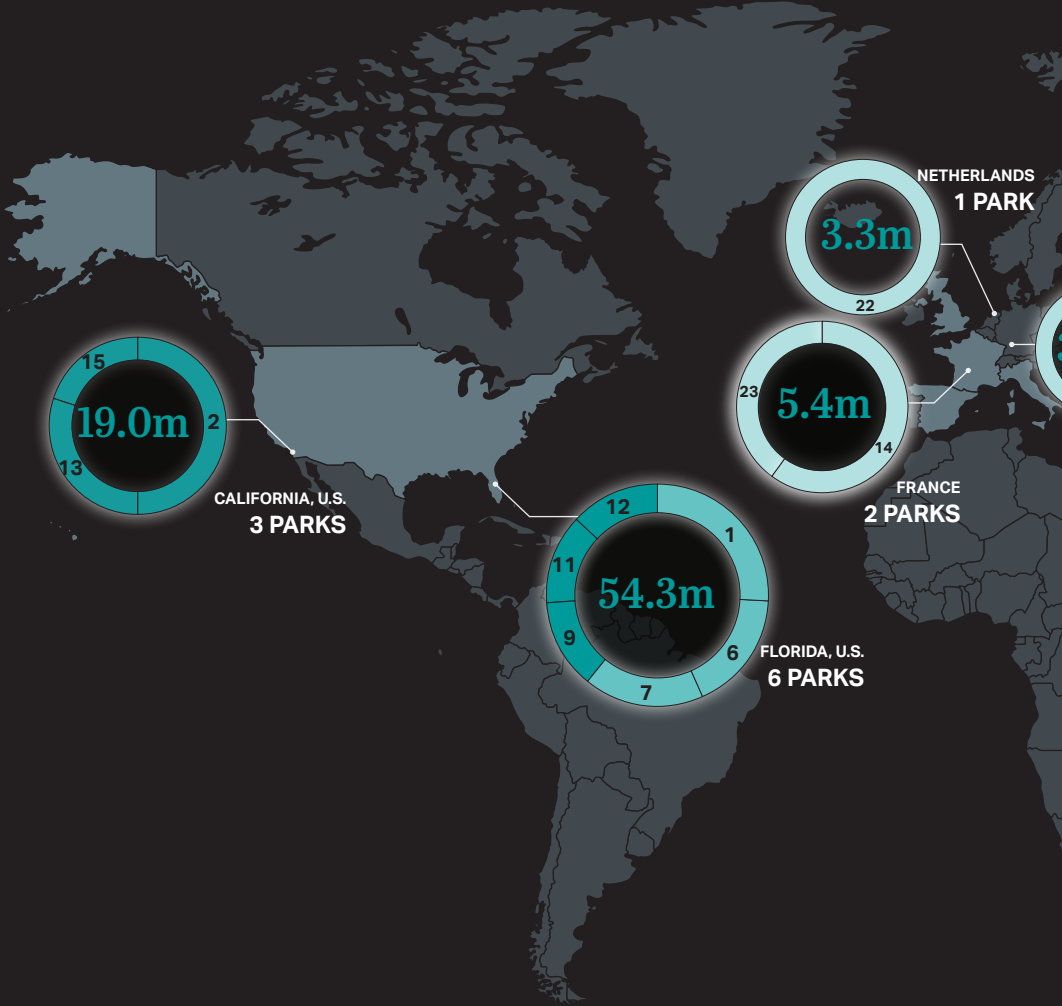 NETHERLANDS
1 PARK
3.3m
22
15
2
19.0m
13
CALIFORNIA, U.S.
3 PARKS
23
5.4m
14
FRANCE
2 PARKS
12
1
11
54.3m
9
6
7
FLORIDA, U.S.
6 PARKS